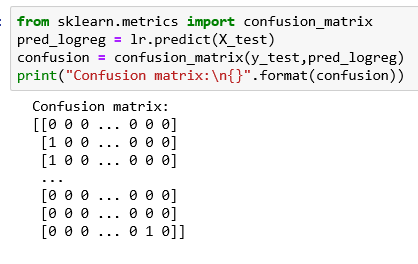 from sklearn.metrics import confusion_matrix
pred_logreg = lr.predict(X_test)
confusion = confusion_matrix(y_test,pred_logreg)
print("Confusion matrix:\n{}".format(confusion))
Confusion matrix:
[[0 0 0 ... 0 0 0]
 [1 0 0 ... 0 0 0]
 [1 0 0 ... 0 0 0]
 ...
 [0 0 0 ... 0 0 0]
 [0 0 0 ... 0 0 0]
 [0 0 0 ... 0 1 0]]